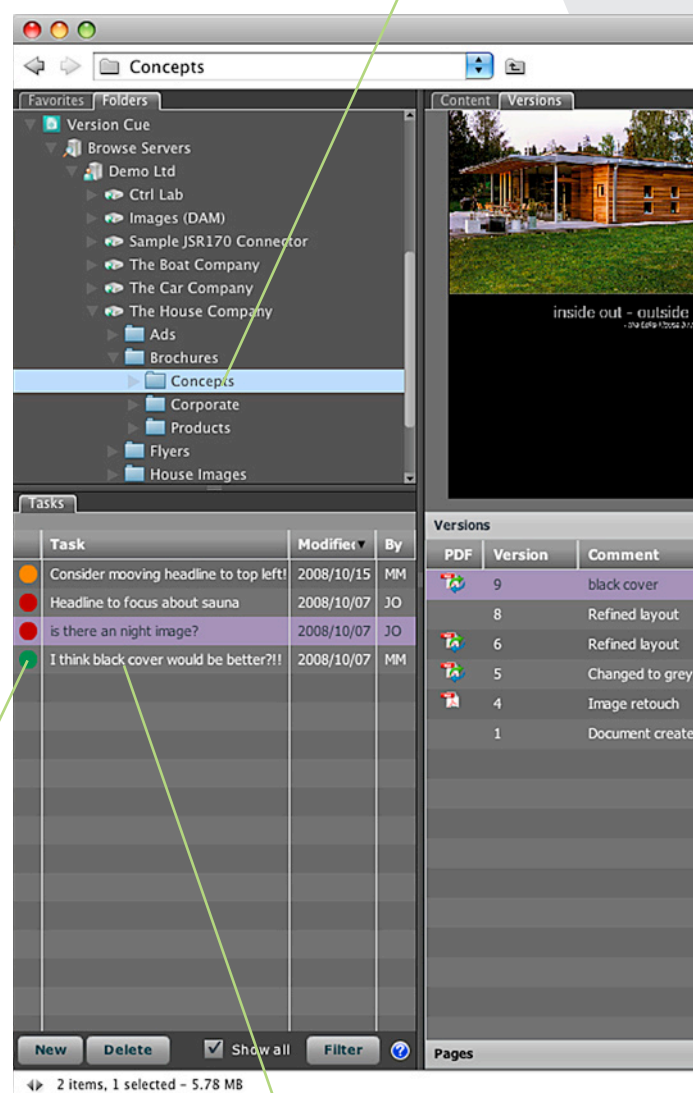 Concepts
Favorites Folders
Version Cue
Browse Servers
Demo Ltd
Ctrl Lab
Images (DAM)
Sample JSR170 Connector
The Boat Company
The Car Company
The House Company
Ads
Brochures
Concepts
Corporate
Products
Flyers
House Images
Tasks
Task Modified By
Consider mooving headline to top left! 2008/10/15 MM
Headline to focus about sauna 2008/10/07 JO
is there an night image? 2008/10/07 JO
I think black cover would be better?!! 2008/10/07 MM
New Delete Show all Filter ?
2 items, 1 selected - 5.78 MB
Content Versions
inside out - outside
Versions
PDF Version Comment
9 black cover
8 Refined layout
6 Refined layout
5 Changed to grey
4 Image retouch
1 Document create
Pages